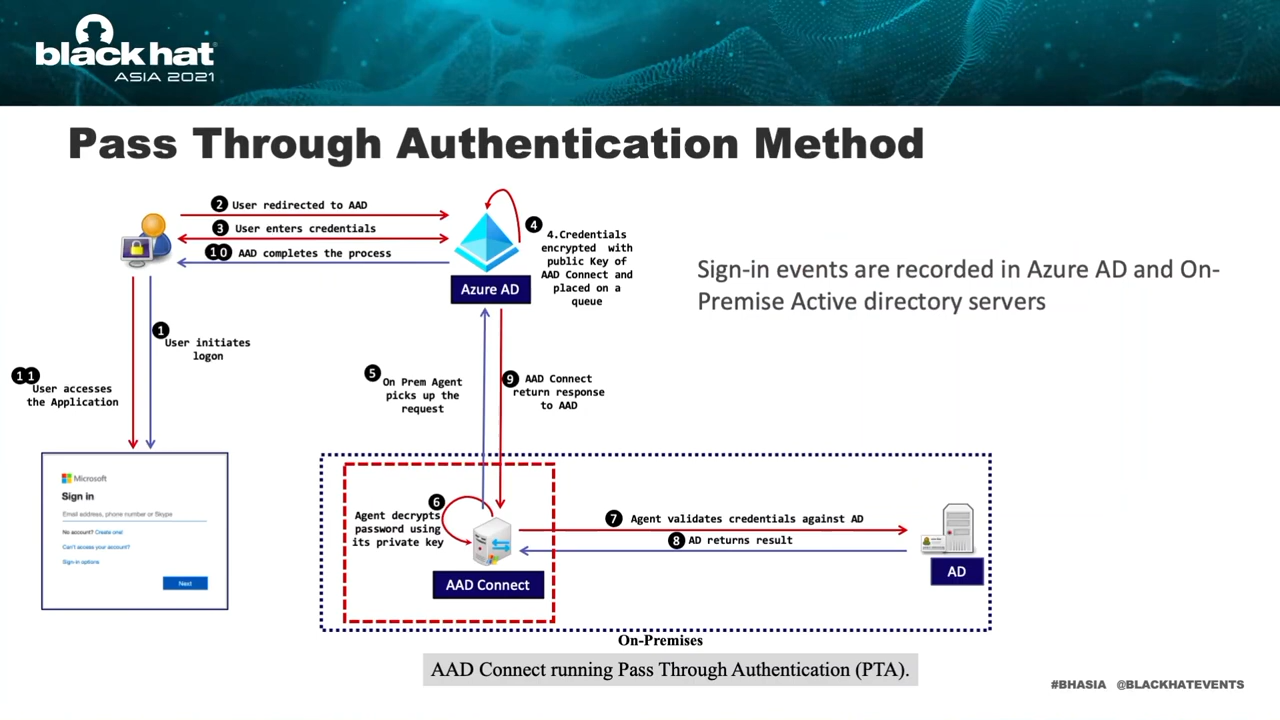 black hat
ASIA 2021
Pass Through Authentication Method
2 User redirected to AAD
3 User enters credentials
10 AAD completes the process
4
4.Credentials
encrypted with
public Key of
AAD Connect and
placed on a
queue
Azure AD
Sign-in events are recorded in Azure AD and On-
Premise Active directory servers
1
User initiates
logon
11
User accesses
the Application
5
On Prem Agent
picks up the
request
9
AAD Connect
return response
to AAD
Microsoft
Sign in
Email address, phone number or Skype
No account? Create one!
Can't access your account?
Sign-in options
Next
6
Agent decrypts
password using
its private key
AAD Connect
7 Agent validates credentials against AD
8 AD returns result
AD
On-Premises
AAD Connect running Pass Through Authentication (PTA).
#BHASIA @BLACKHATEVENTS